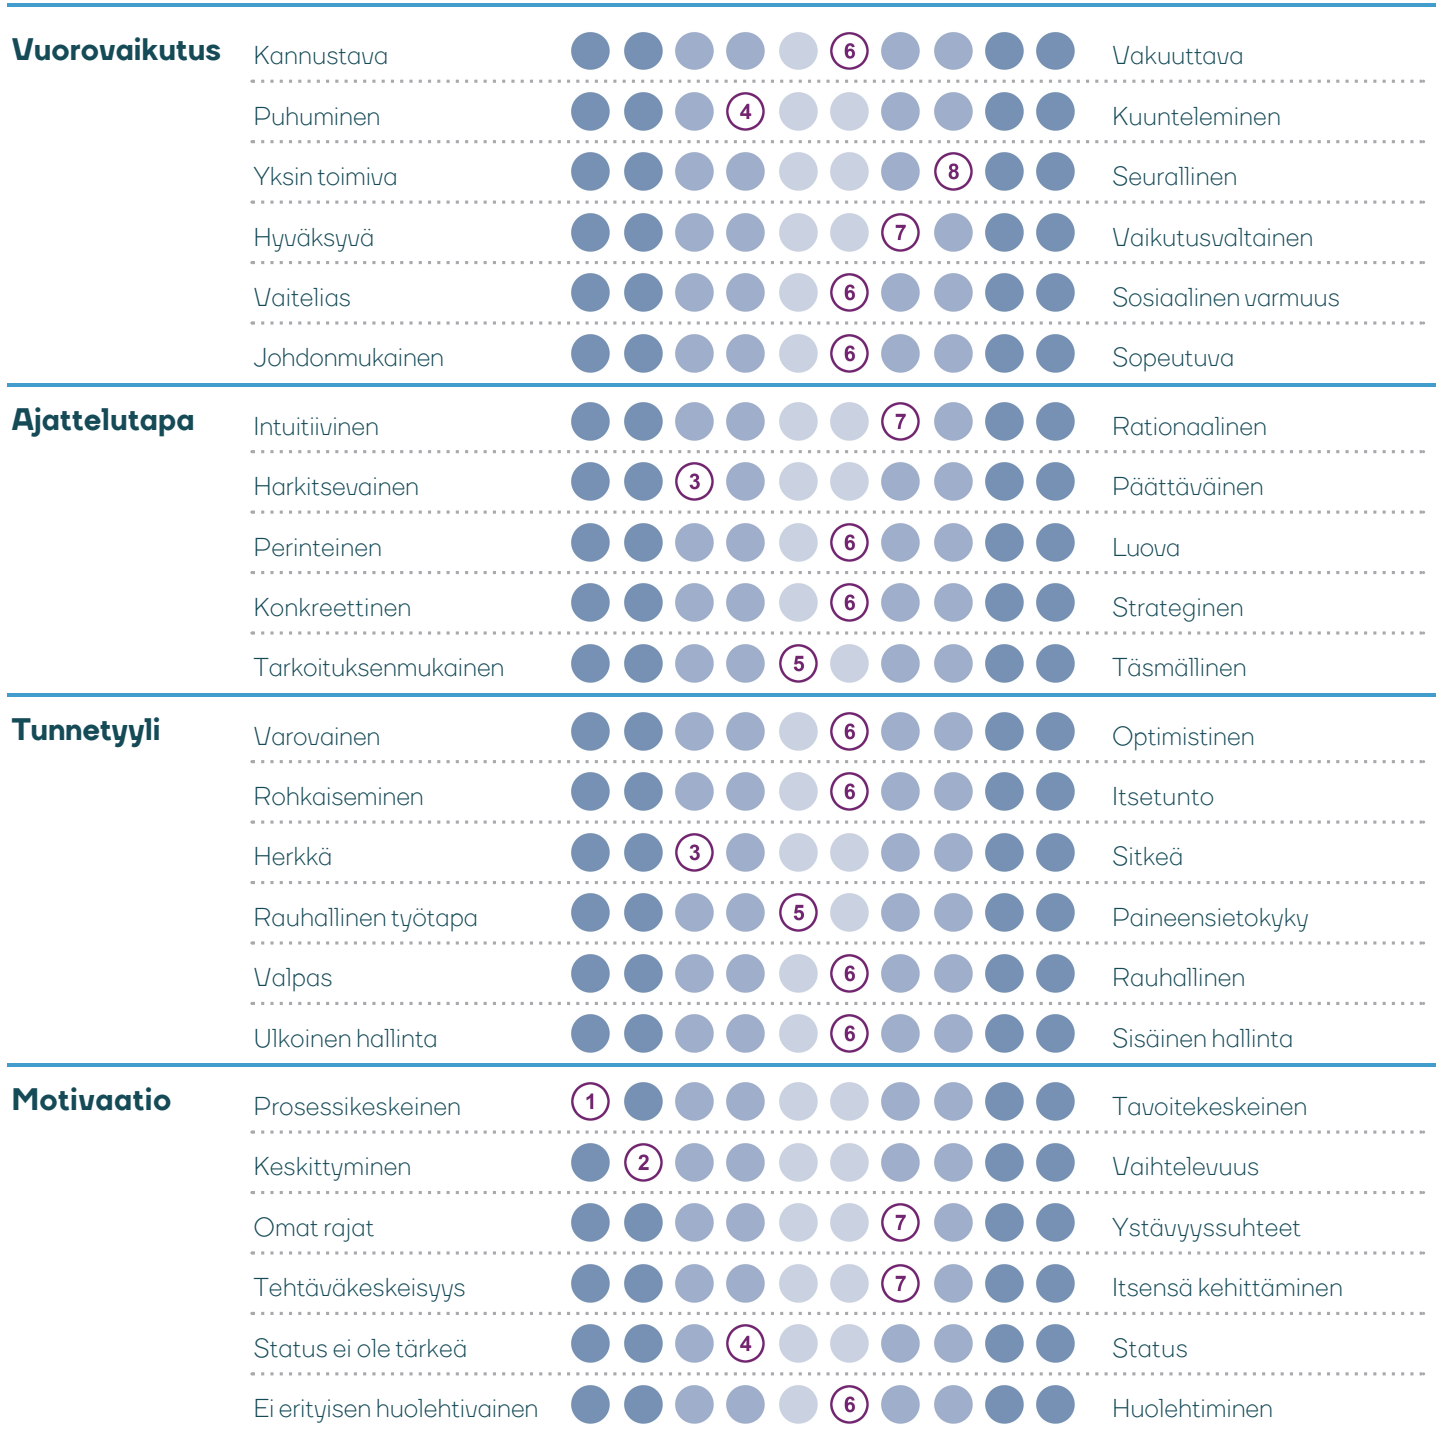 Vuorovaikutus Kannustava 6 Vakuuttava
Puhuminen 4 Kuunteleminen
Yksin toimiva 8 Seurallinen
Hyväksyvä 7 Vaikutusvaltainen
Vaitelias 6 Sosiaalinen varmuus
Johdonmukainen 6 Sopeutuva
Ajattelutapa Intuitiivinen 7 Rationaalinen
Harkitsevainen 3 Päättäväinen
Perinteinen 6 Luova
Konkreettinen 6 Strateginen
Tarkoituksenmukainen 5 Täsmällinen
Tunnetyyli Varovainen 6 Optimistinen
Rohkaiseminen 6 Itsetunto
Herkkä 3 Sitkeä
Rauhallinen työtapa 5 Paineensietokyky
Valpas 6 Rauhallinen
Ulkoinen hallinta 6 Sisäinen hallinta
Motivaatio Prosessikeskeinen 1 Tavoitekeskeinen
Keskittyminen 2 Vaihtelevuus
Omat rajat 7 Ystävyyssuhteet
Tehtäväkeskeisyys 7 Itsensä kehittäminen
Status ei ole tärkeä 4 Status
Ei erityisen huolehtivainen 6 Huolehtiminen